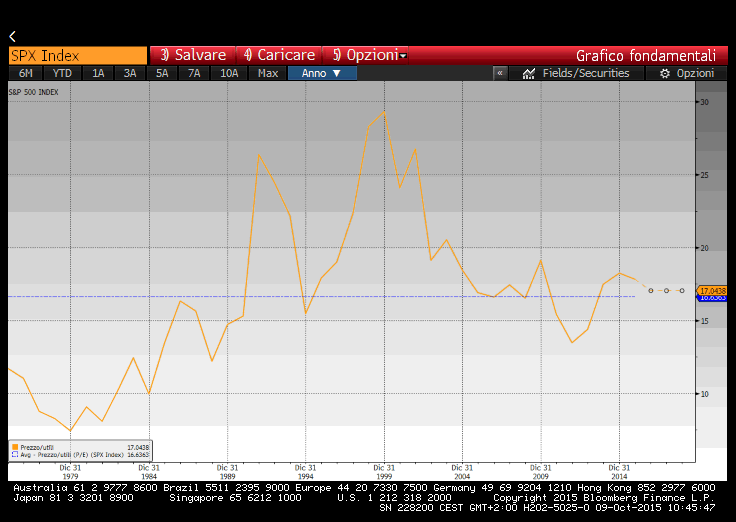 SPX Index 3) Salvare 4) Caricare 5) Opzioni Grafico fondamentali
6M YTD 1A 3A 5A 7A 10A Max Anno ▼ « Fields/Securities Opzioni
S&P 500 INDEX
30
25
20
17.0438
16.6363
15
10
Prezzo/utili 17.0438
Avg - Prezzo/utili (P/E) (SPX Index) 16.6363
Dic 31 Dic 31 Dic 31 Dic 31 Dic 31 Dic 31 Dic 31 Dic 31
1979 1984 1989 1994 1999 2004 2009 2014
Australia 61 2 9777 8600 Brazil 5511 2395 9000 Europe 44 20 7330 7500 Germany 49 69 9204 1210 Hong Kong 852 2977 6000
Japan 81 3 3201 8900 Singapore 65 6212 1000 U.S. 1 212 318 2000 Copyright 2015 Bloomberg Finance L.P.
SN 228200 CEST GMT+2:00 H202-5025-0 09-Oct-2015 10:45:47